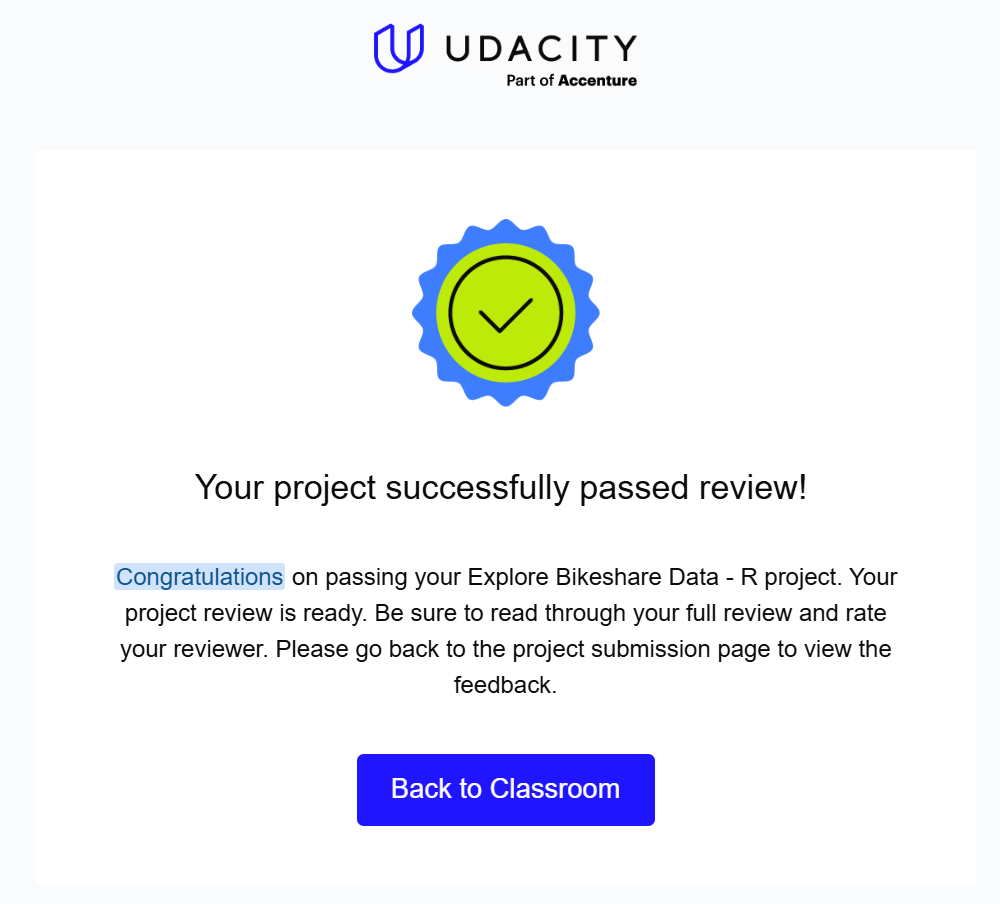 UDACITY
Part of Accenture
Your project successfully passed review!
Congratulations on passing your Explore Bikeshare Data - R project. Your
project review is ready. Be sure to read through your full review and rate
your reviewer. Please go back to the project submission page to view the
feedback.
Back to Classroom